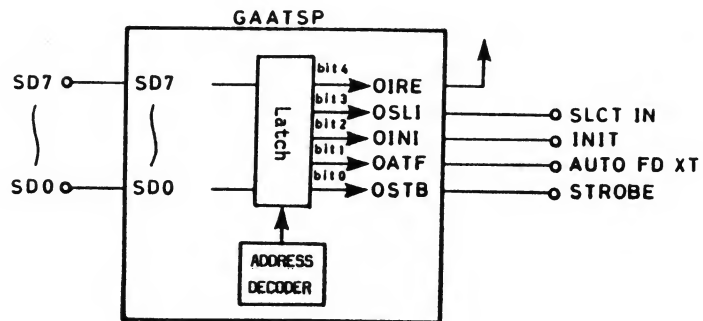 GAATSP
SD7 SD7 bit4 OIRE
bit3 OSLI SLCT IN
Latch bit2 OINI INIT
bit1 OATF AUTO FD XT
SD0 SD0 bit0 OSTB STROBE
ADDRESS
DECODER